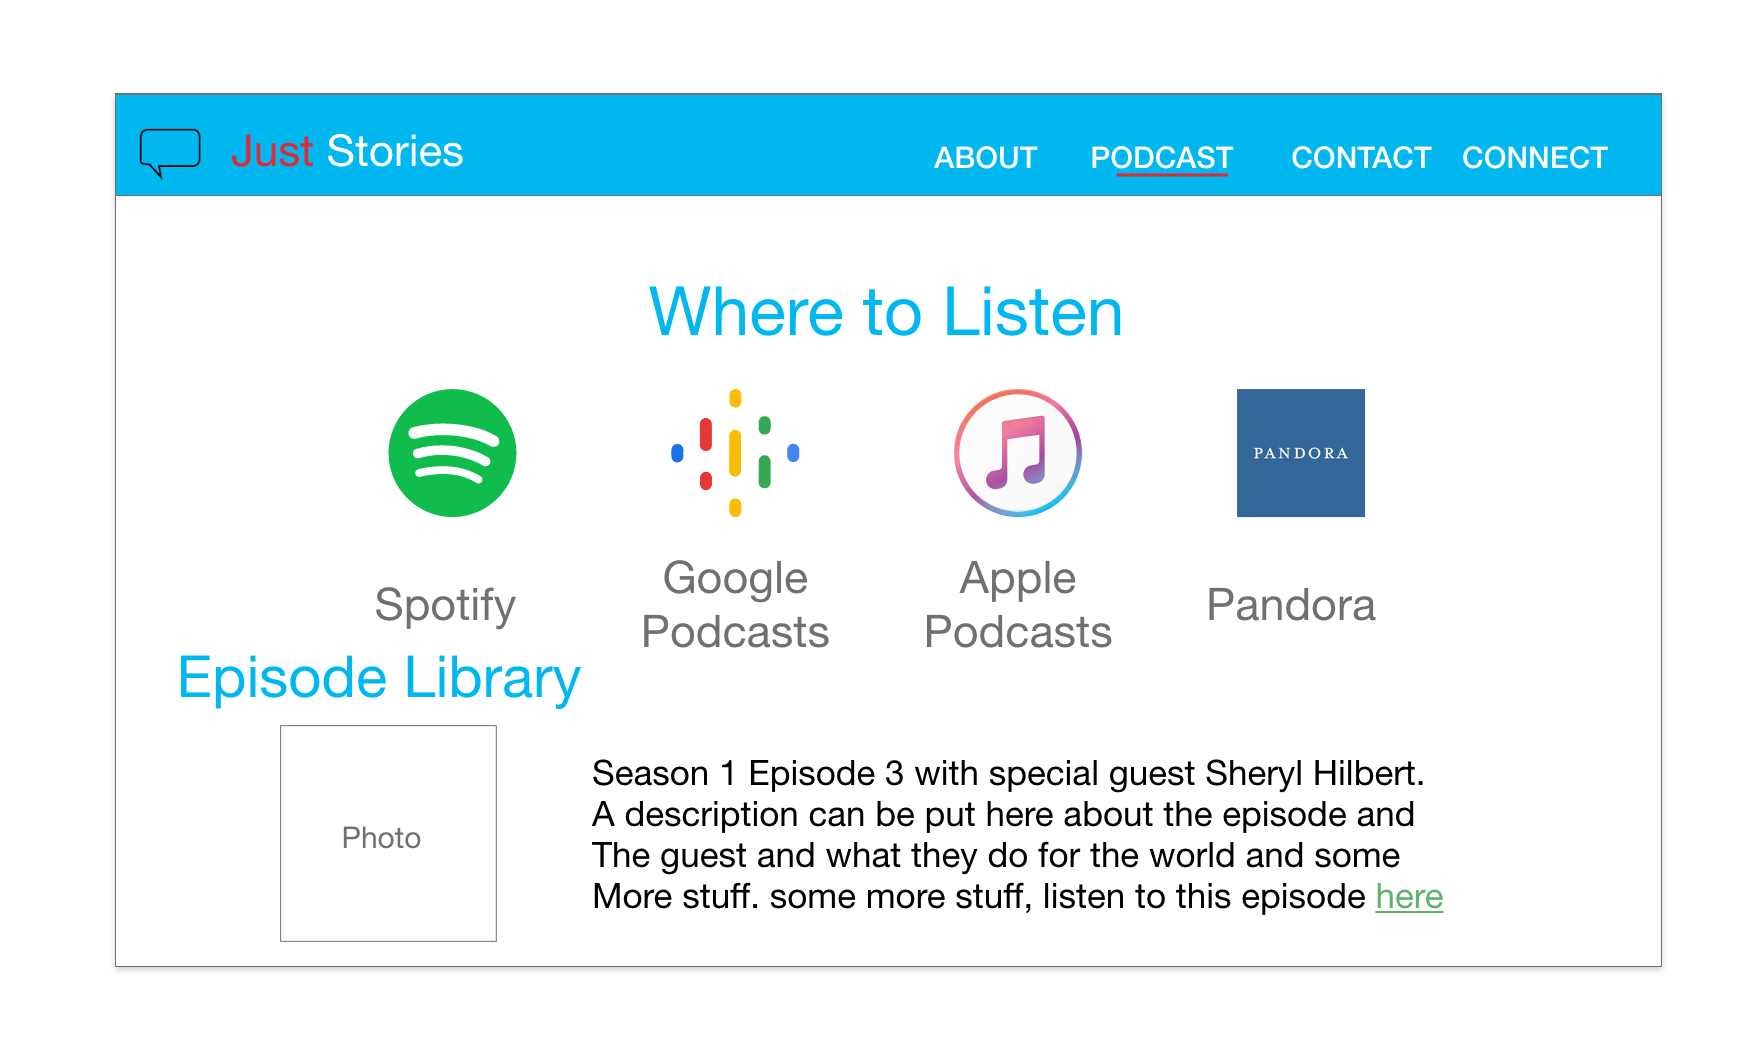 Just Stories
ABOUT PODCAST CONTACT CONNECT
Where to Listen
PANDORA
Spotify
Google
Podcasts
Apple
Podcasts
Pandora
Episode Library
Photo
Season 1 Episode 3 with special guest Sheryl Hilbert.
A description can be put here about the episode and
The guest and what they do for the world and some
More stuff. some more stuff, listen to this episode here